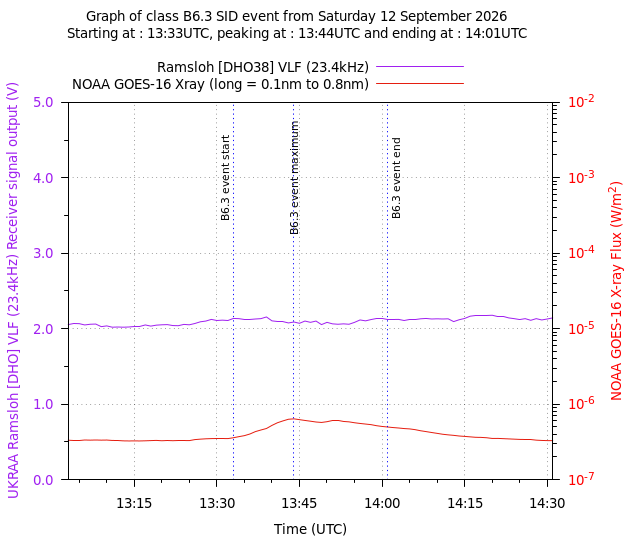 Graph of class B6.3 SID event from Saturday 12 September 2026
Starting at : 13:33UTC, peaking at : 13:44UTC and ending at : 14:01UTC
Ramsloh [DHO38] VLF (23.4kHz)
NOAA GOES-16 Xray (long = 0.1nm to 0.8nm)
UKRAA Ramsloh [DHO] VLF (23.4kHz) Receiver signal output (V)
5.0
4.0
3.0
2.0
1.0
0.0
B6.3 event start
B6.3 event maximum
B6.3 event end
10-2
10-3
10-4
10-5
10-6
10-7
NOAA GOES-16 X-ray Flux (W/m2)
13:15 13:30 13:45 14:00 14:15 14:30
Time (UTC)